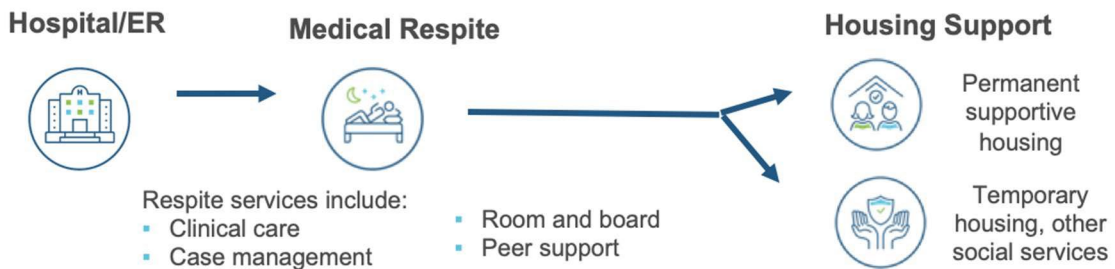 Hospital/ER
Medical Respite
Housing Support
H
Permanent
supportive
housing
Respite services include:
▪ Clinical care
▪ Case management
▪ Room and board
▪ Peer support
Temporary
housing, other
social services